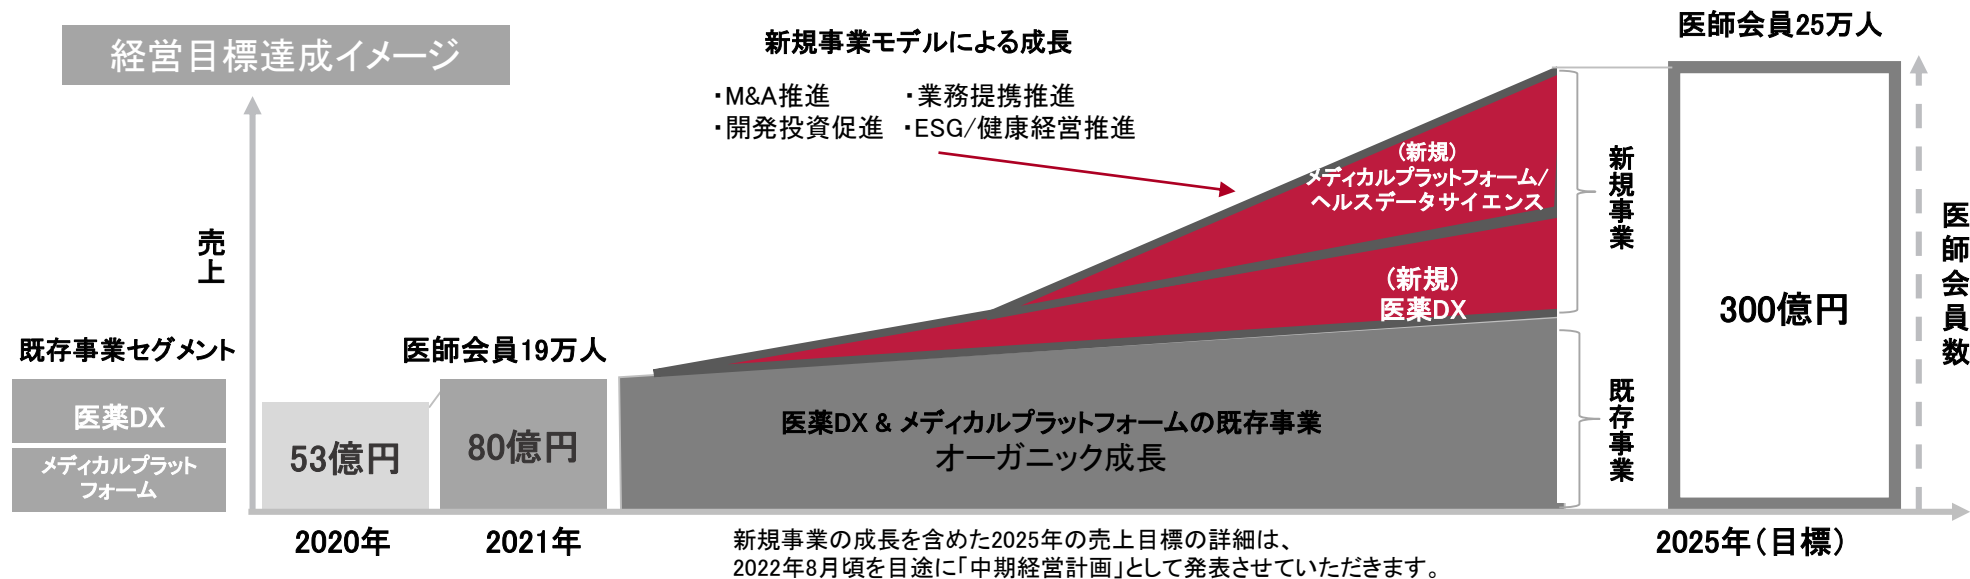 経営目標達成イメージ
新規事業モデルによる成長
・M&A推進
・業務提携推進
・開発投資促進
・ESG/健康経営推進
医師会員25万人
売上
(新規)
メディカルプラットフォーム/
ヘルスデータサイエンス
(新規)
医薬DX
新規事業
300億円
医師会員数
既存事業セグメント
医薬DX
メディカルプラット
フォーム
医師会員19万人
53億円
80億円
医薬DX & メディカルプラットフォームの既存事業
オーガニック成長
既存事業
2020年
2021年
2025年(目標)
新規事業の成長を含めた2025年の売上目標の詳細は、
2022年8月頃を目途に「中期経営計画」として発表させていただきます。